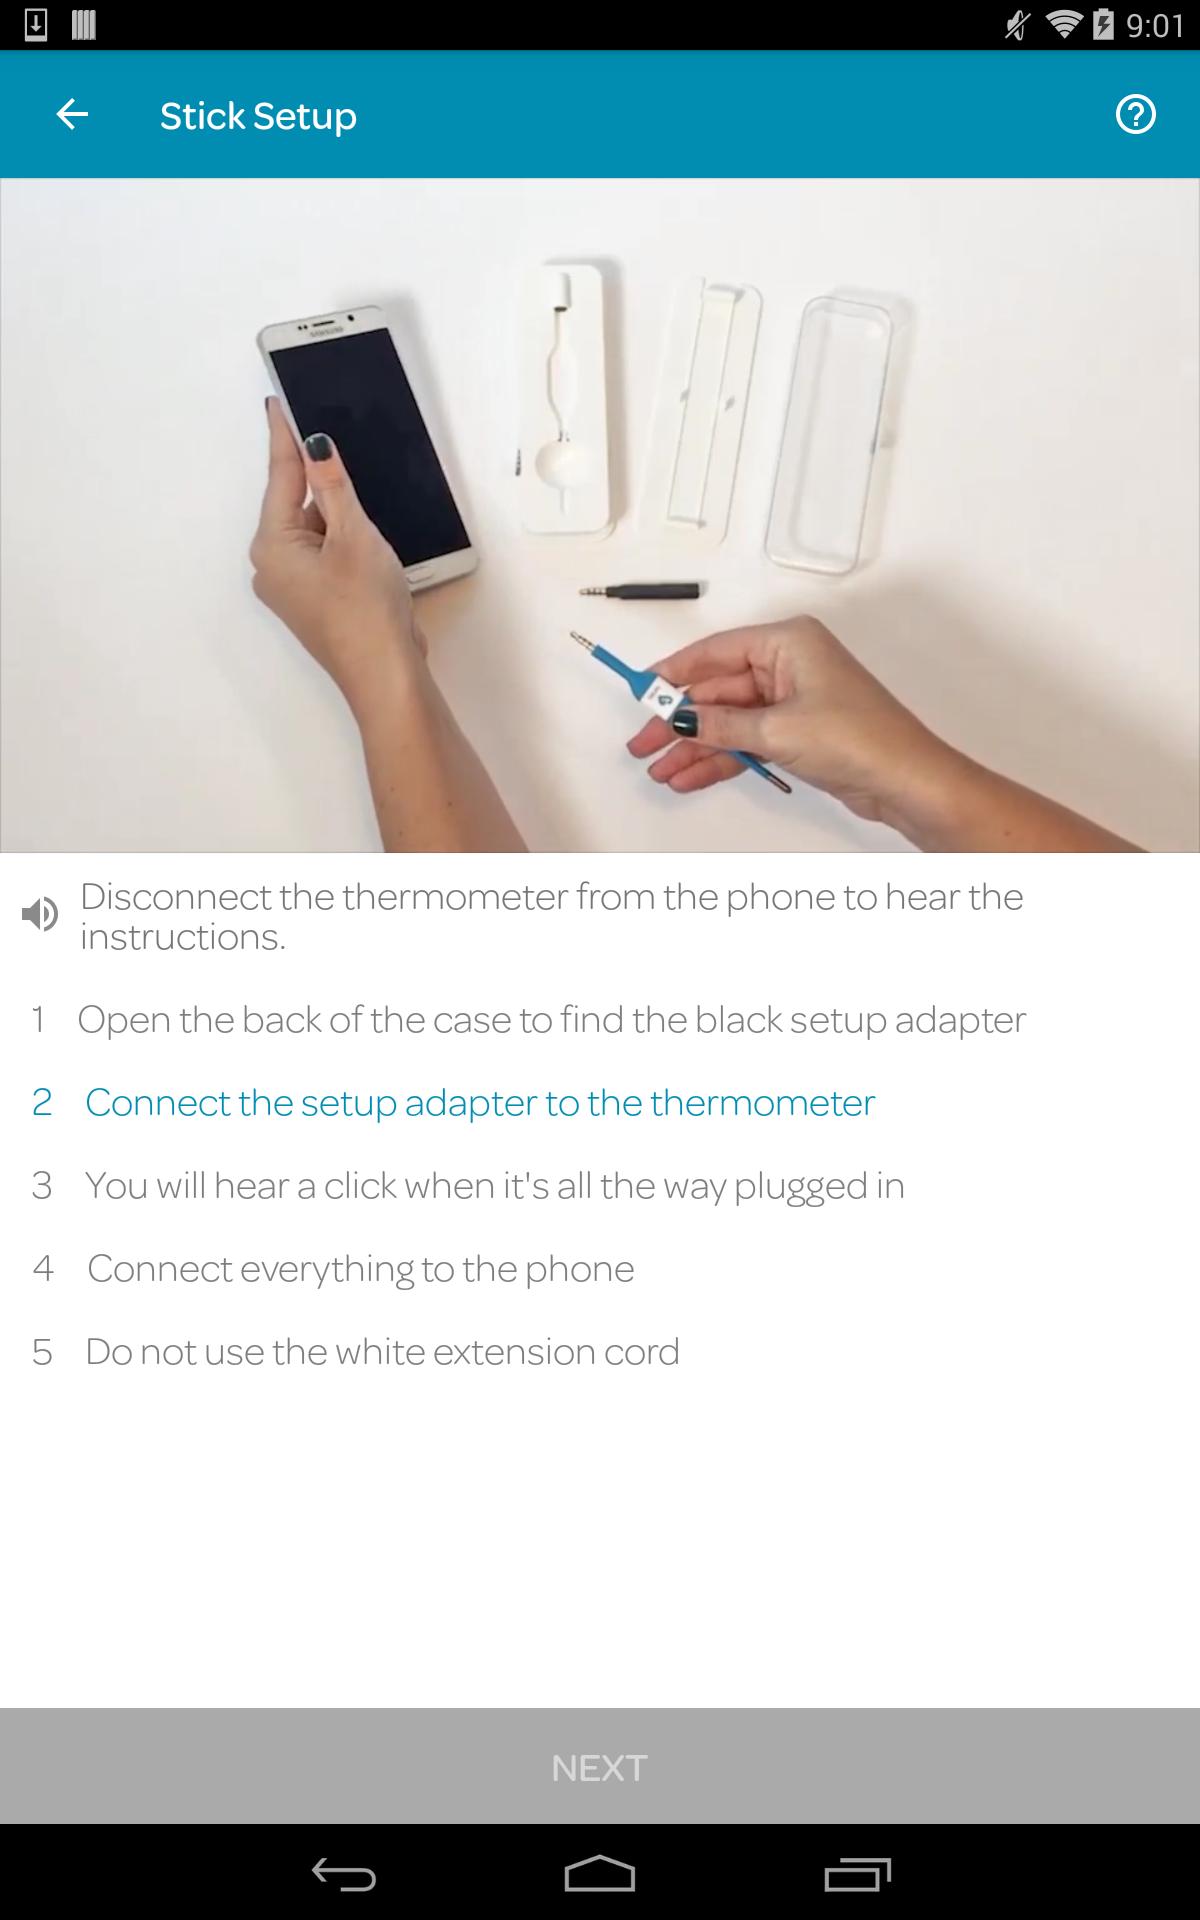 9:01
Stick Setup
SAMSUNG
Disconnect the thermometer from the phone to hear the
instructions.
1 Open the back of the case to find the black setup adapter
2 Connect the setup adapter to the thermometer
3 You will hear a click when it's all the way plugged in
4 Connect everything to the phone
5 Do not use the white extension cord
NEXT